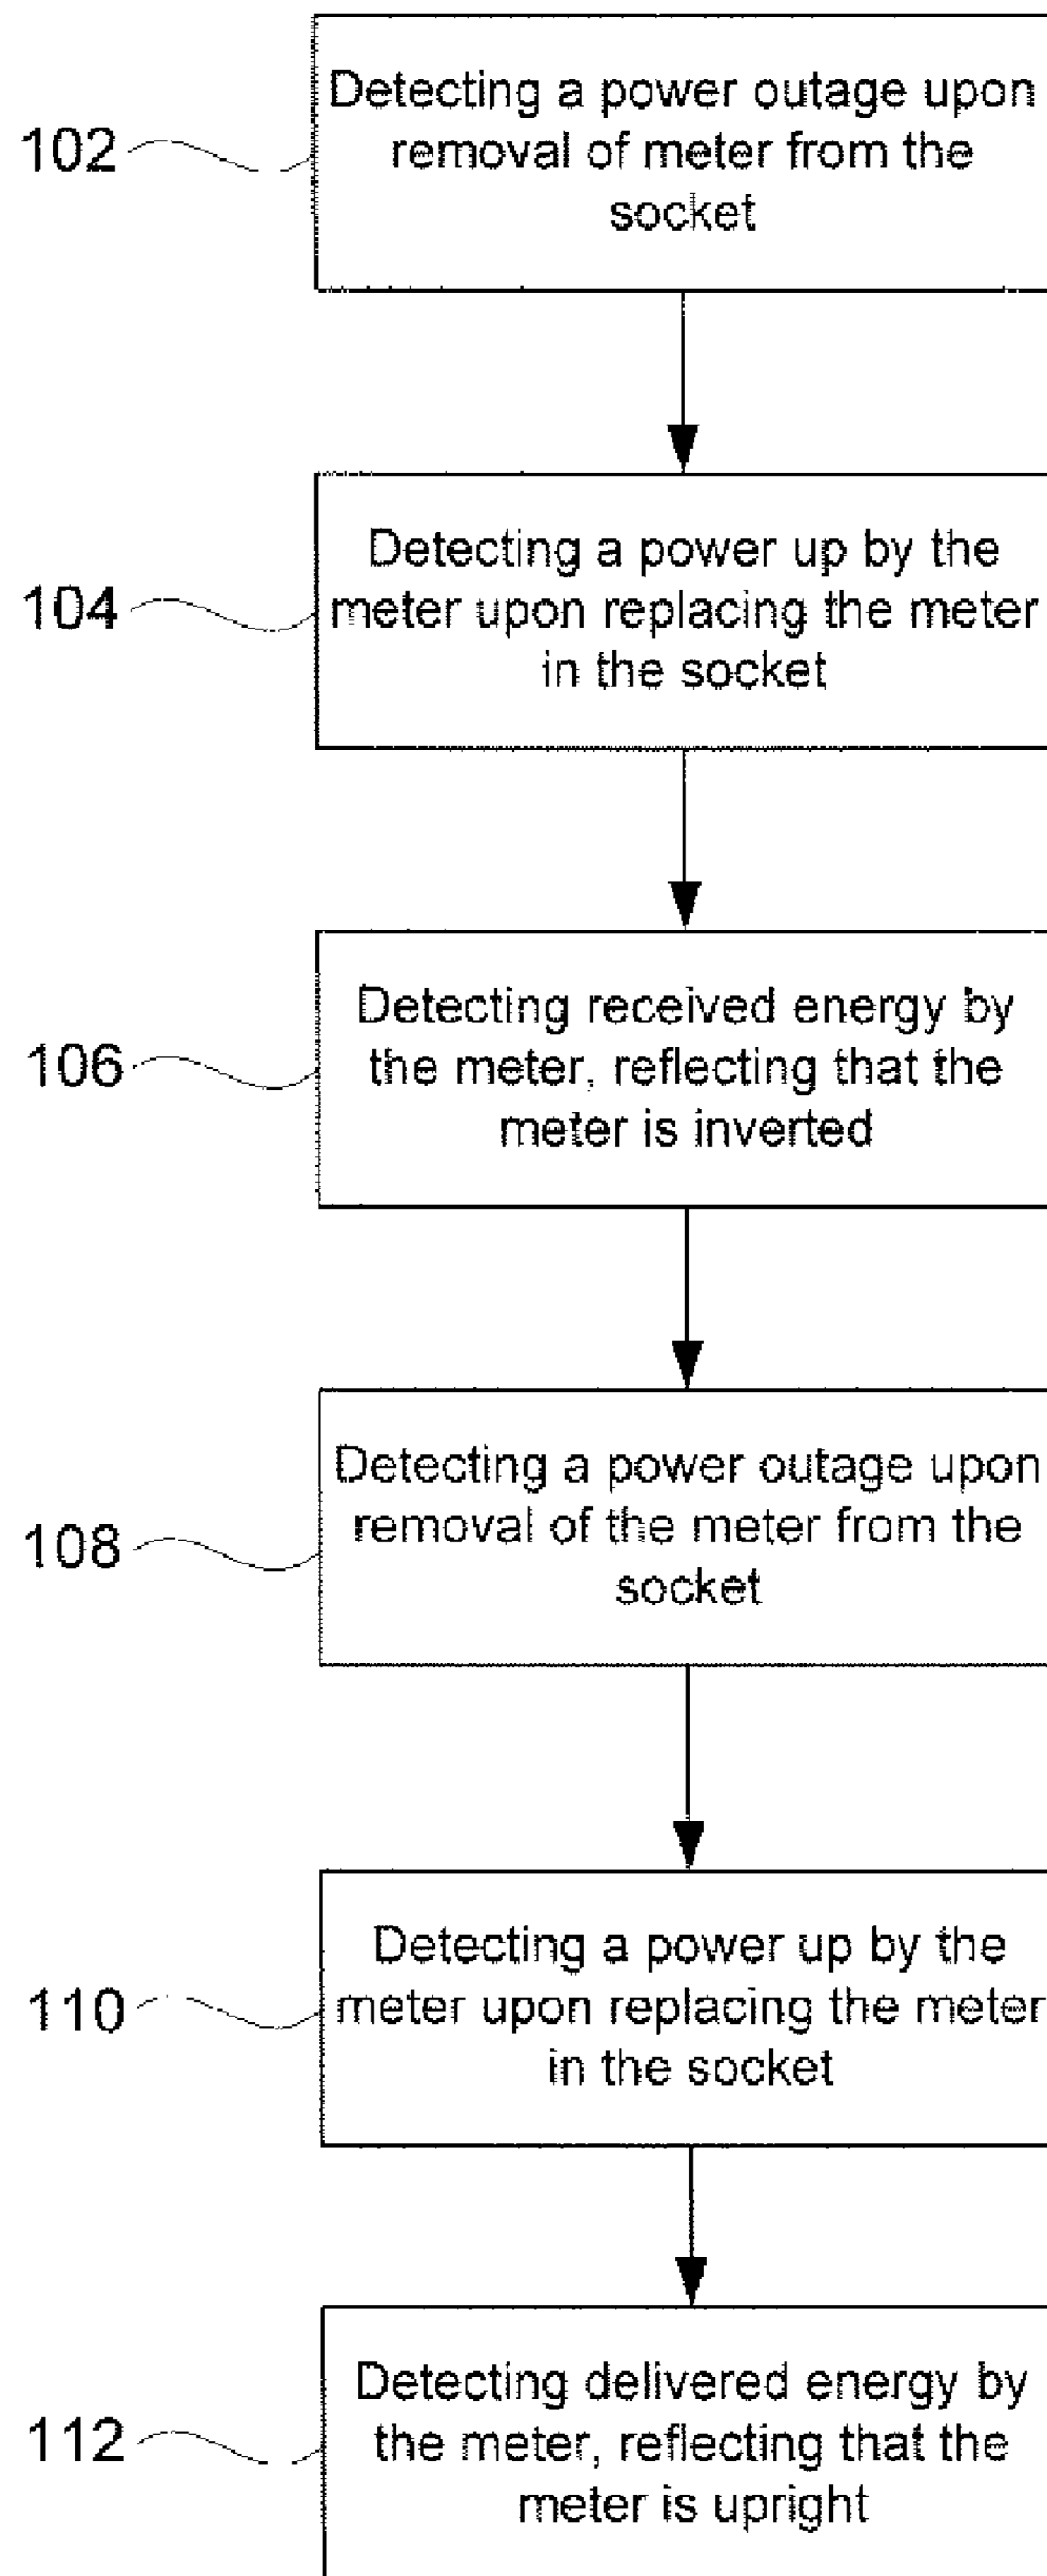 102
Detecting a power outage upon
removal of meter from the
socket
104
Detecting a power up by the
meter upon replacing the meter
in the socket
106
Detecting received energy by
the meter, reflecting that the
meter is inverted
108
Detecting a power outage upon
removal of the meter from the
socket
110
Detecting a power up by the
meter upon replacing the meter
in the socket
112
Detecting delivered energy by
the meter, reflecting that the
meter is upright